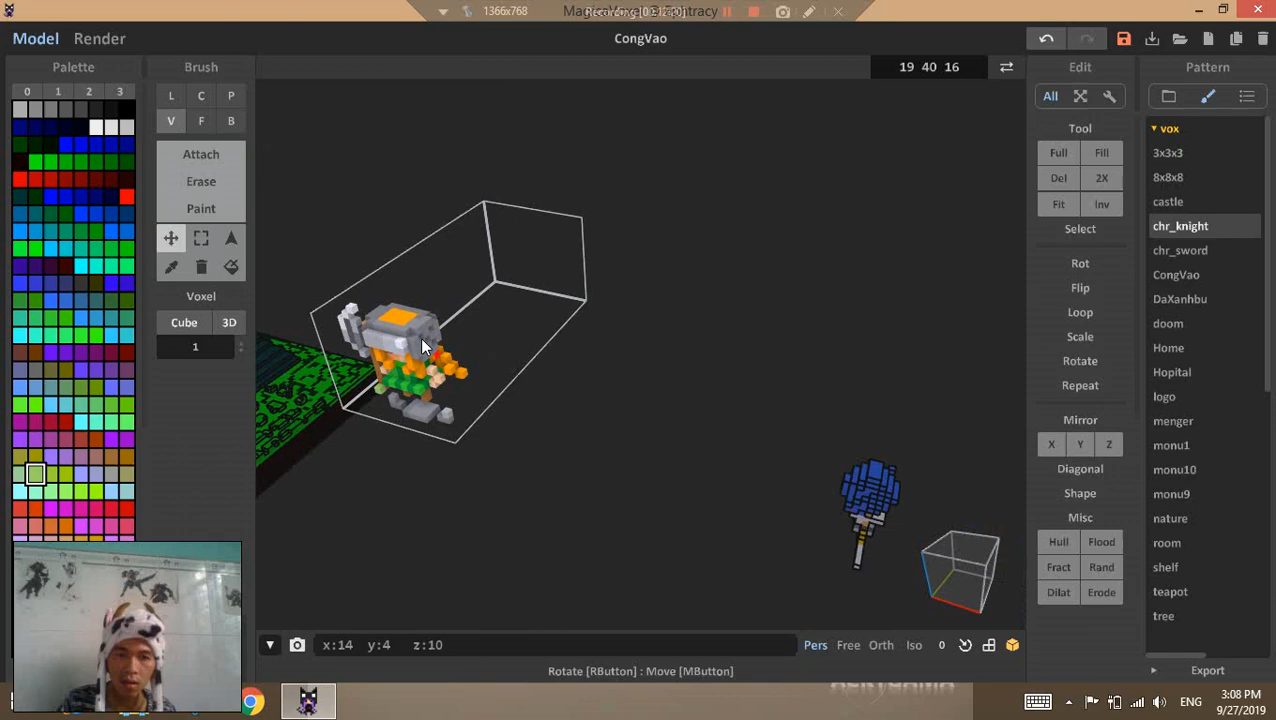 1366x768
Model Render
CongVao
Palette
0 1 2 3
Brush
L C P
V F B
Attach
Erase
Paint
Voxel
Cube 3D
1
19 40 16
Edit
All
Tool
Full Fill
Del 2X
Fit Inv
Select
Rot
Flip
Loop
Scale
Rotate
Repeat
Mirror
X Y Z
Diagonal
Shape
Misc
Hull Flood
Fract Rand
Dilat Erode
Pattern
vox
3x3x3
8x8x8
castle
chr_knight
chr_sword
CongVao
DaXanhbu
doom
Home
Hopital
logo
menger
monu1
monu10
monu9
nature
room
shelf
teapot
tree
Export
x:14 y:4 z:10
Pers Free Orth Iso 0
Rotate [RButton] : Move [MButton]
ENG
3:08 PM
9/27/2019